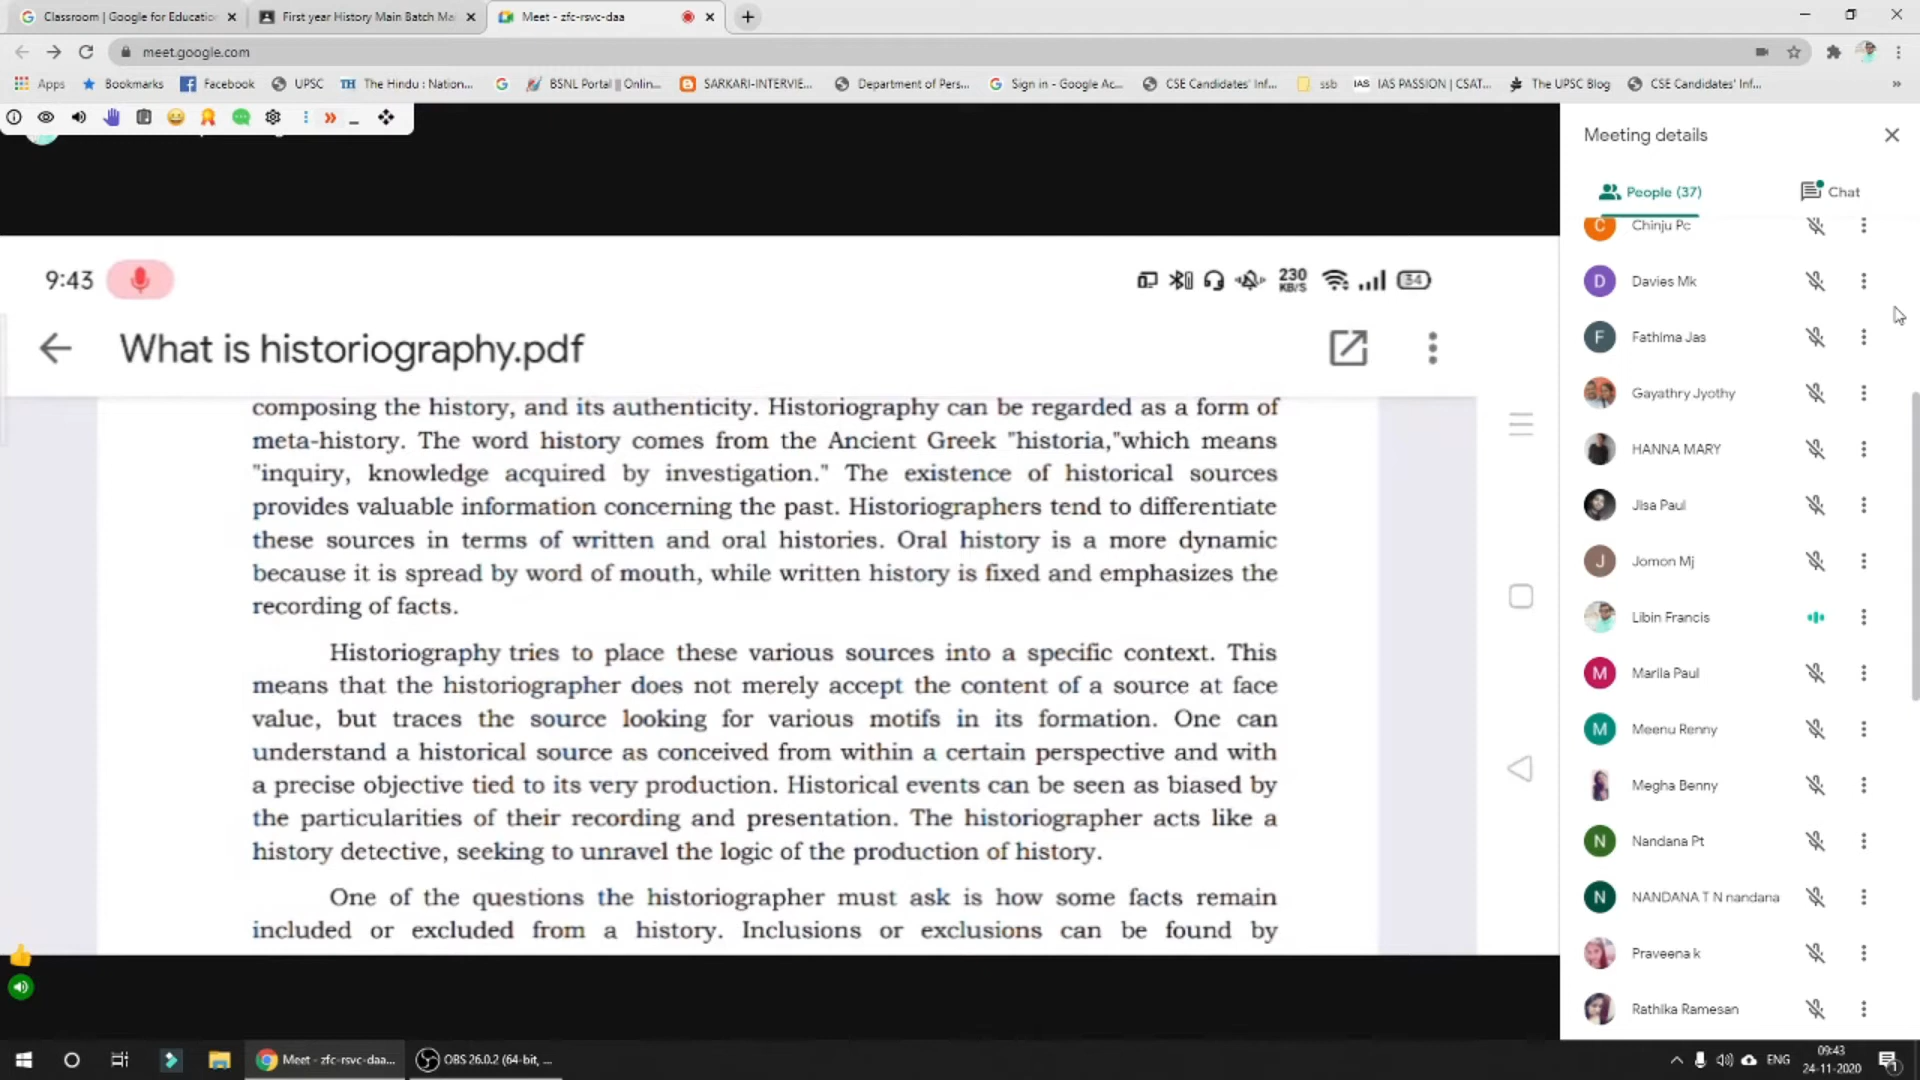 Classroom | Google for Educatio
First year History Main Batch Ma
Meet - zfc-rsvc-daa
meet.google.com
Apps
Bookmarks
Facebook
UPSC
TH The Hindu : Nation...
BSNL Portal || Onlin...
SARKARI-INTERVIE...
Department of Pers...
Sign in - Google Ac...
CSE Candidates' Inf...
ssb
IAS IAS PASSION | CSAT...
The UPSC Blog
CSE Candidates' Inf...
9:43
230
KB/S
54
What is historiography.pdf
composing the history, and its authenticity. Historiography can be regarded as a form of
meta-history. The word history comes from the Ancient Greek "historia,"which means
"inquiry, knowledge acquired by investigation." The existence of historical sources
provides valuable information concerning the past. Historiographers tend to differentiate
these sources in terms of written and oral histories. Oral history is a more dynamic
because it is spread by word of mouth, while written history is fixed and emphasizes the
recording of facts.
Historiography tries to place these various sources into a specific context. This
means that the historiographer does not merely accept the content of a source at face
value, but traces the source looking for various motifs in its formation. One can
understand a historical source as conceived from within a certain perspective and with
a precise objective tied to its very production. Historical events can be seen as biased by
the particularities of their recording and presentation. The historiographer acts like a
history detective, seeking to unravel the logic of the production of history.
One of the questions the historiographer must ask is how some facts remain
included or excluded from a history. Inclusions or exclusions can be found by
Meeting details
People (37)
Chat
C Chinju Pc
D Davies Mk
F Fathima Jas
Gayathry Jyothy
HANNA MARY
Jisa Paul
J Jomon Mj
Libin Francis
M Marila Paul
M Meenu Renny
Megha Benny
N Nandana Pt
N NANDANA T N nandana
Praveena k
Rathika Ramesan
Meet - zfc-rsvc-daa...
OBS 26.0.2 (64-bit, ...
ENG
09:43
24-11-2020
1